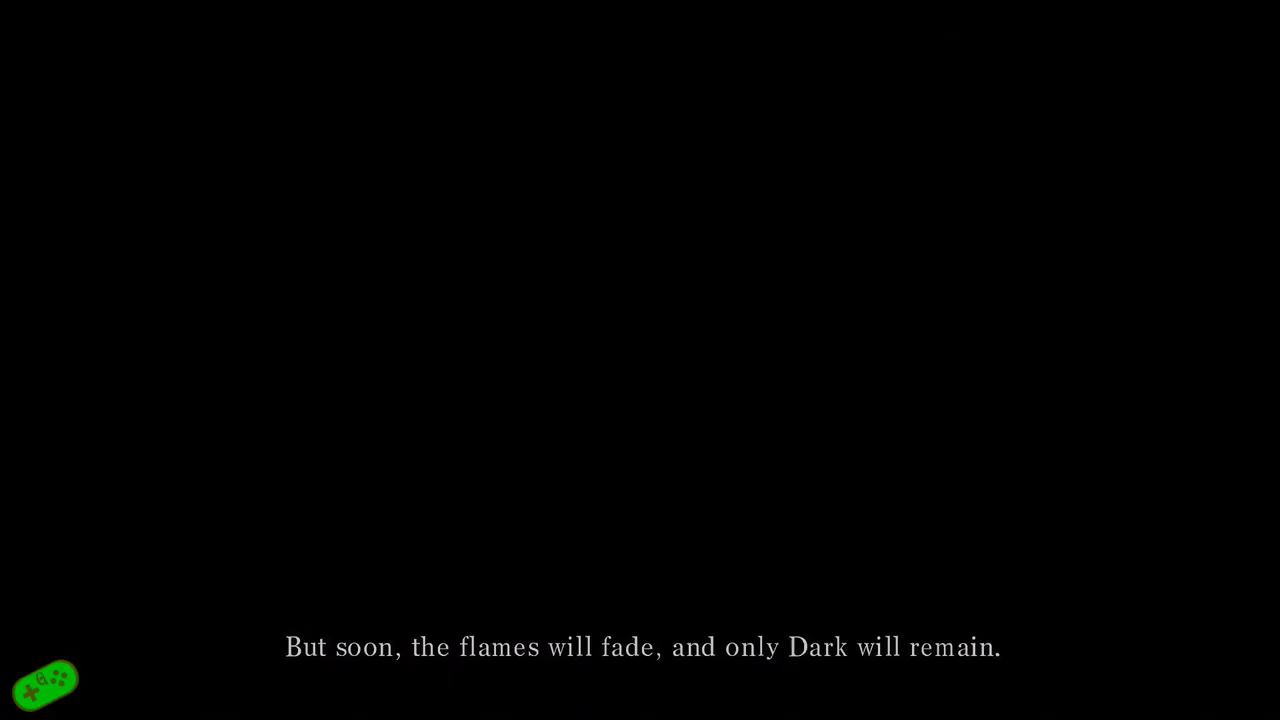 But soon, the flames will fade, and only Dark will remain.